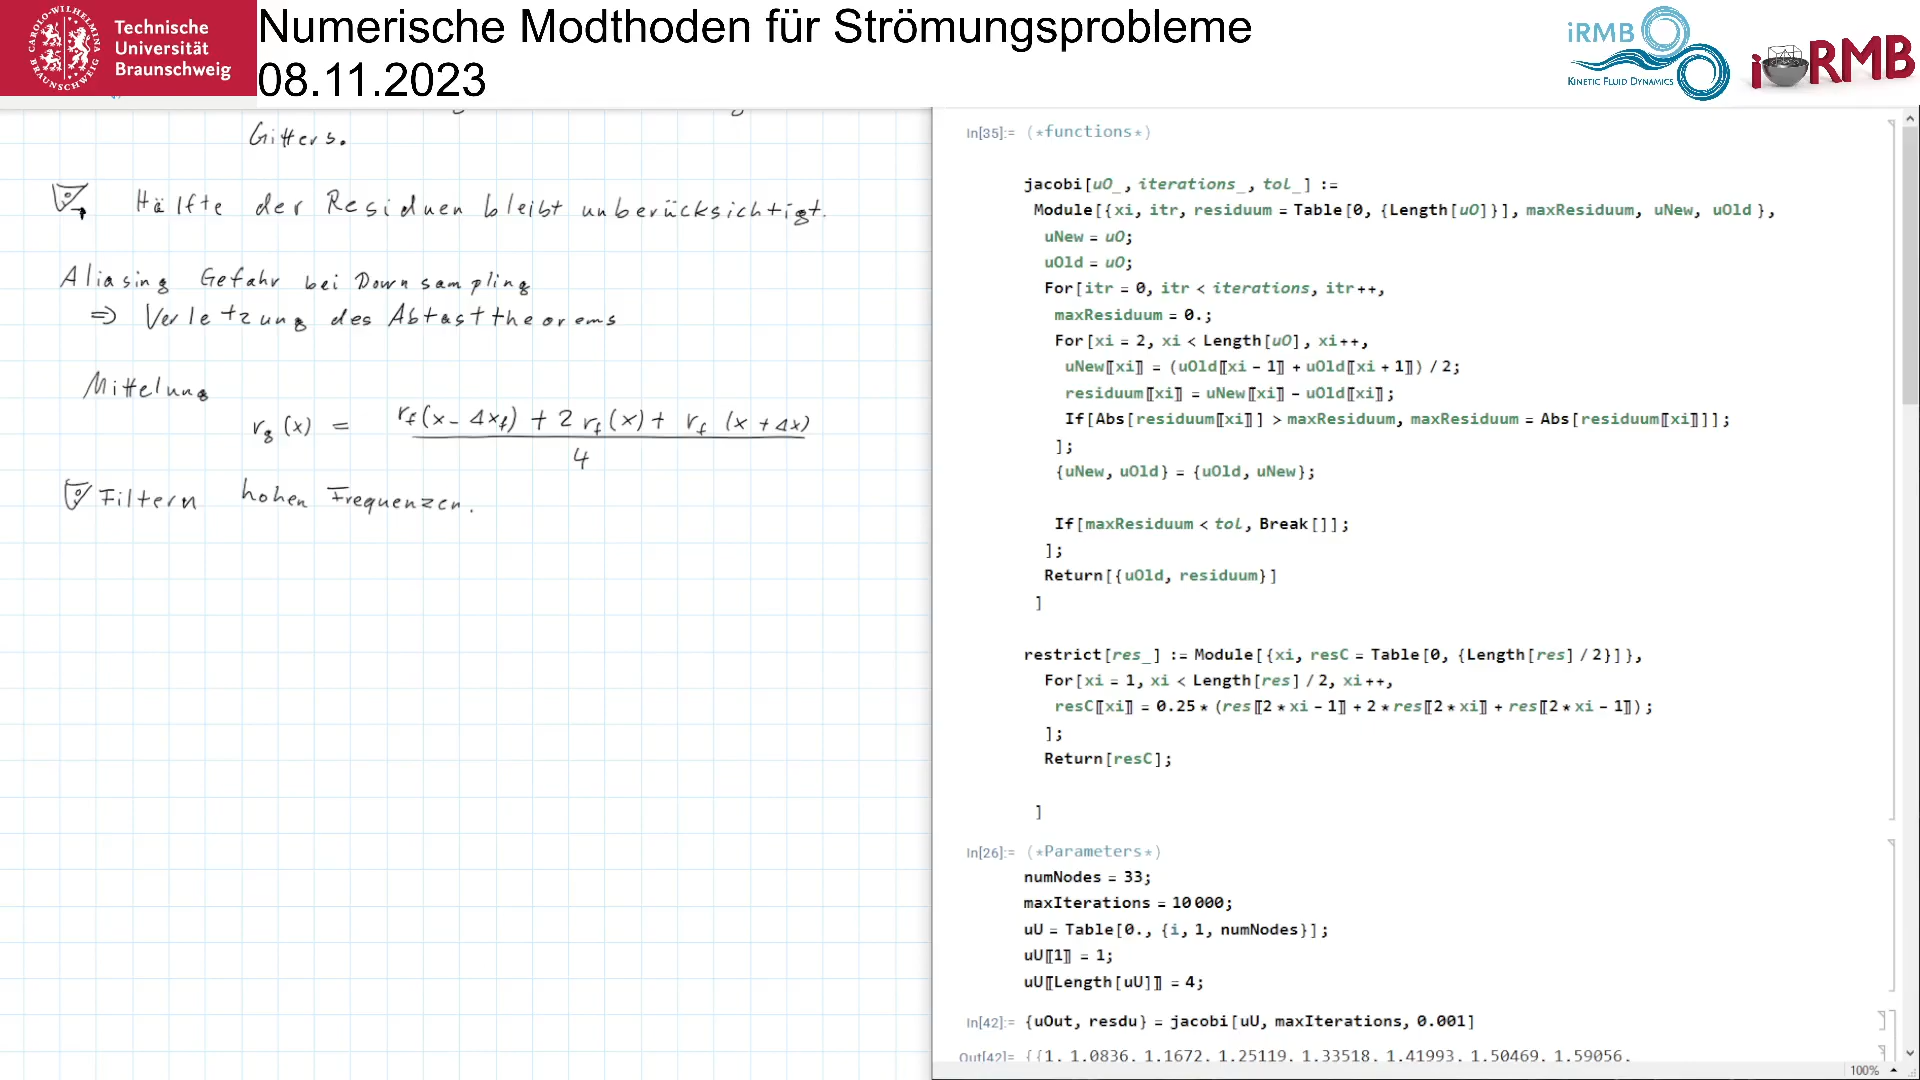 Technische
Universität
Braunschweig
Numerische Modthoden für Strömungsprobleme
08.11.2023
iRMB
KINETIC FLUID DYNAMICS
iRMB
Gitters.
Hälfte der Residuen bleibt unberücksichtigt.
Aliasing Gefahr bei Downsampling
⇒ Verletzung des Abtasttheorems
Mittelung
r_g (x) = (r_f (x - Δx_f) + 2 r_f (x) + r_f (x + Δx)) / 4
Filtern hohen Frequenzen.
In[35]:= (*functions*)
jacobi[uO_, iterations_, tol_] :=
Module[{xi, itr, residuum = Table[0, {Length[uO]}], maxResiduum, uNew, uOld },
uNew = uO;
uOld = uO;
For[itr = 0, itr < iterations, itr++,
maxResiduum = 0.;
For[xi = 2, xi < Length[uO], xi++,
uNew〚xi〛 = (uOld〚xi - 1〛 + uOld〚xi + 1〛) / 2;
residuum〚xi〛 = uNew〚xi〛 - uOld〚xi〛;
If[Abs[residuum〚xi〛] > maxResiduum, maxResiduum = Abs[residuum〚xi〛]];
];
{uNew, uOld} = {uOld, uNew};
If[maxResiduum < tol, Break[]];
];
Return[{uOld, residuum}]
]
restrict[res_] := Module[{xi, resC = Table[0, {Length[res] / 2}]},
For[xi = 1, xi < Length[res] / 2, xi++,
resC〚xi〛 = 0.25 * (res〚2 * xi - 1〛 + 2 * res〚2 * xi〛 + res〚2 * xi - 1〛);
];
Return[resC];
]
In[26]:= (*Parameters*)
numNodes = 33;
maxIterations = 10 000;
uU = Table[0., {i, 1, numNodes}];
uU〚1〛 = 1;
uU〚Length[uU]〛 = 4;
In[42]:= {uOut, resdu} = jacobi[uU, maxIterations, 0.001]
Out[42]= {{1, 1.0836, 1.1672, 1.25119, 1.33518, 1.41993, 1.50469, 1.59056,
100%